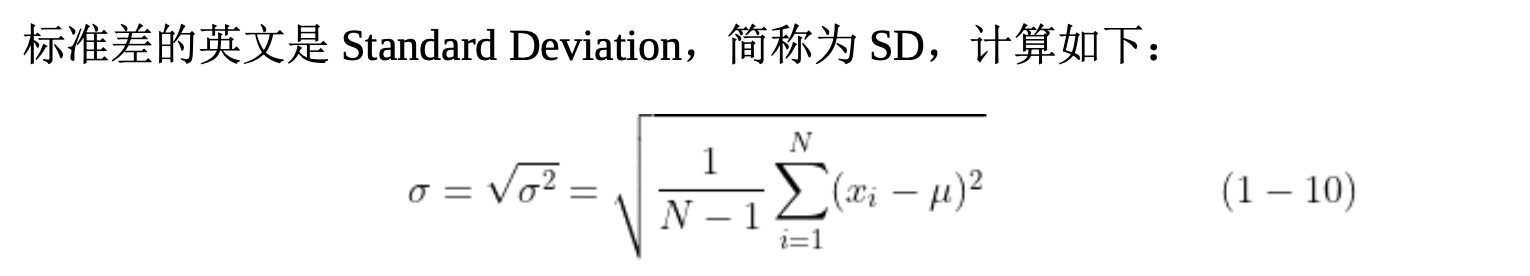 标准差的英文是 Standard Deviation，简称为 SD，计算如下：
σ = √σ² = √(1/(N − 1) ∑_{i=1}^{N} (x_i − μ)²) (1 − 10)